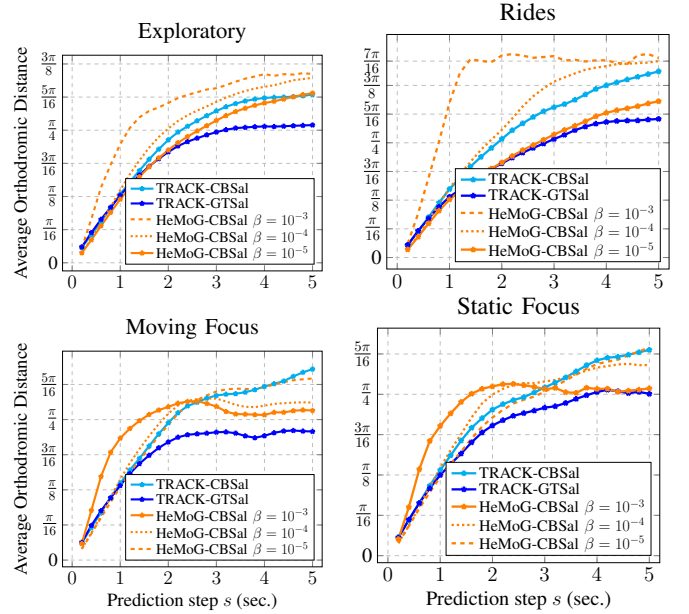 Exploratory
Average Orthodromic Distance
3π/8
5π/16
π/4
3π/16
π/8
π/16
0
TRACK-CBSal
TRACK-GTSal
HeMoG-CBSal β = 10⁻³
HeMoG-CBSal β = 10⁻⁴
HeMoG-CBSal β = 10⁻⁵
0 1 2 3 4 5
Rides
7π/16
3π/8
5π/16
π/4
3π/16
π/8
π/16
0
TRACK-CBSal
TRACK-GTSal
HeMoG-CBSal β = 10⁻³
HeMoG-CBSal β = 10⁻⁴
HeMoG-CBSal β = 10⁻⁵
0 1 2 3 4 5
Moving Focus
Average Orthodromic Distance
5π/16
π/4
3π/16
π/8
π/16
0
TRACK-CBSal
TRACK-GTSal
HeMoG-CBSal β = 10⁻³
HeMoG-CBSal β = 10⁻⁴
HeMoG-CBSal β = 10⁻⁵
0 1 2 3 4 5
Prediction step s (sec.)
Static Focus
5π/16
π/4
3π/16
π/8
π/16
0
TRACK-CBSal
TRACK-GTSal
HeMoG-CBSal β = 10⁻³
HeMoG-CBSal β = 10⁻⁴
HeMoG-CBSal β = 10⁻⁵
0 1 2 3 4 5
Prediction step s (sec.)